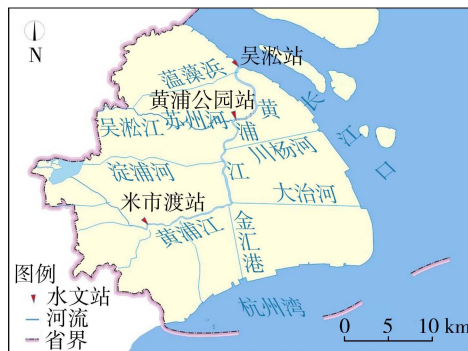 N
吴淞站
蕰藻浜
黄浦公园站
吴淞江
苏州河
黄浦江
长江口
川杨河
淀浦河
大治河
米市渡站
黄浦江
金汇港
杭州湾
图例
水文站
河流
省界
0 5 10 km